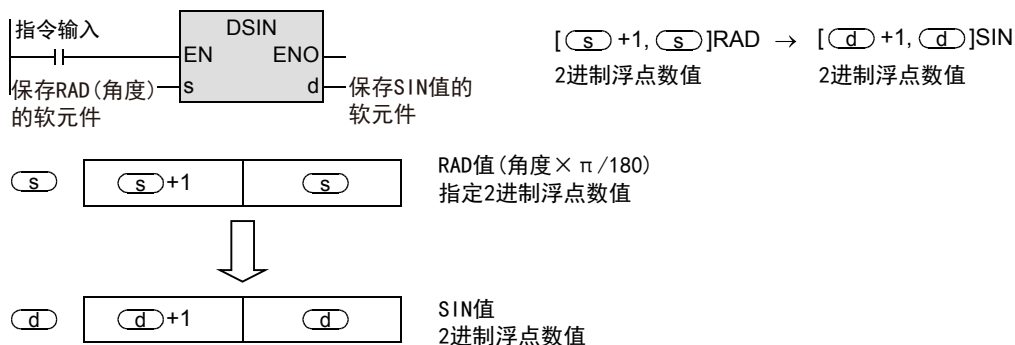 指令输入
DSIN
EN ENO
保存RAD(角度)
的软元件
s d
保存SIN值的
软元件
[ s +1, s ]RAD → [ d +1, d ]SIN
2进制浮点数值 2进制浮点数值
s s +1 s
RAD值(角度×π/180)
指定2进制浮点数值
d d +1 d
SIN值
2进制浮点数值